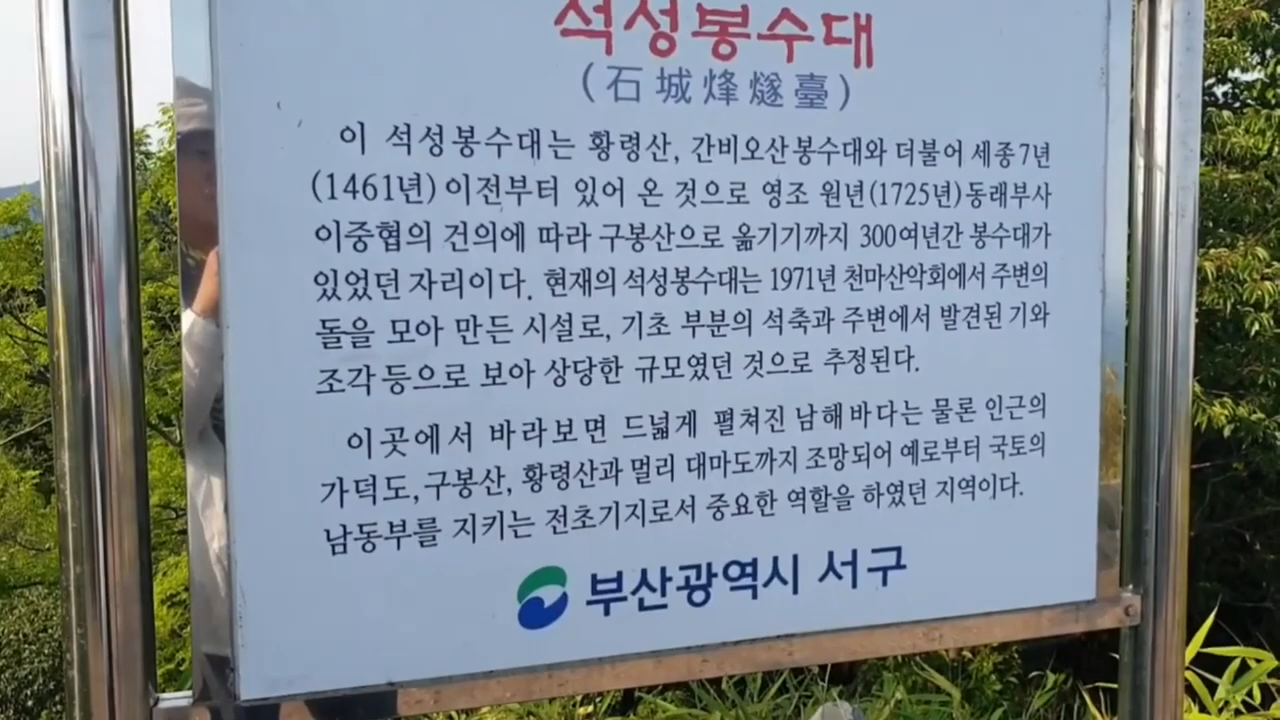 석성봉수대
(石城烽燧臺)
이 석성봉수대는 황령산, 간비오산봉수대와 더불어 세종7년
(1461년) 이전부터 있어 온 것으로 영조 원년(1725년)동래부사
이중협의 건의에 따라 구봉산으로 옮기기까지 300여년간 봉수대가
있었던 자리이다. 현재의 석성봉수대는 1971년 천마산악회에서 주변의
돌을 모아 만든 시설로, 기초 부분의 석축과 주변에서 발견된 기와
조각등으로 보아 상당한 규모였던 것으로 추정된다.
이곳에서 바라보면 드넓게 펼쳐진 남해바다는 물론 인근의
가덕도, 구봉산, 황령산과 멀리 대마도까지 조망되어 예로부터 국토의
남동부를 지키는 전초기지로서 중요한 역할을 하였던 지역이다.
부산광역시 서구